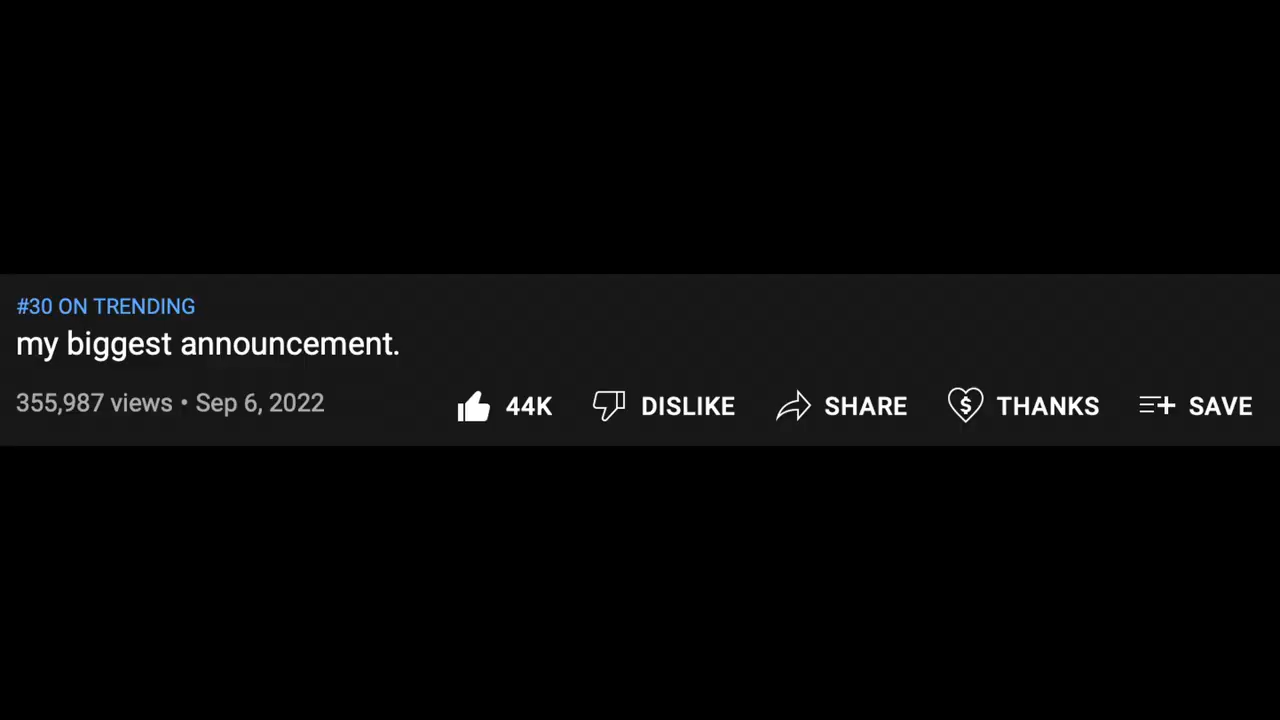 #30 ON TRENDING
my biggest announcement.
355,987 views • Sep 6, 2022 44K DISLIKE SHARE THANKS SAVE